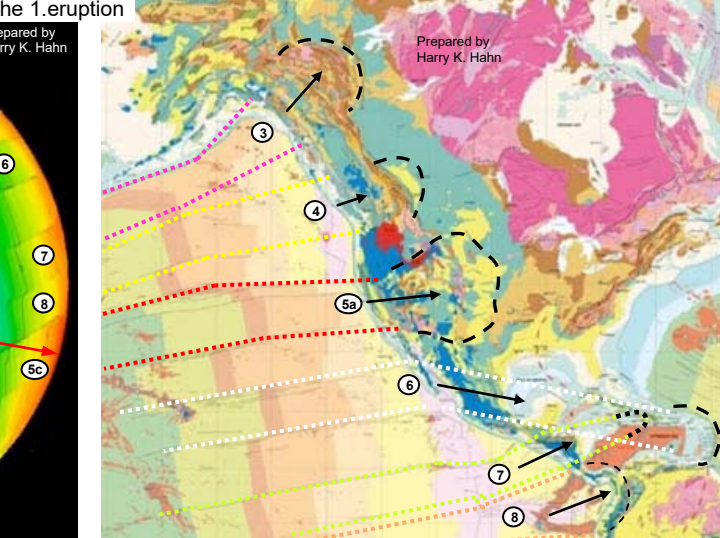 he 1.eruption
epared by
rry K. Hahn
Prepared by
Harry K. Hahn
3
6
4
7
8
5a
5c
6
7
8